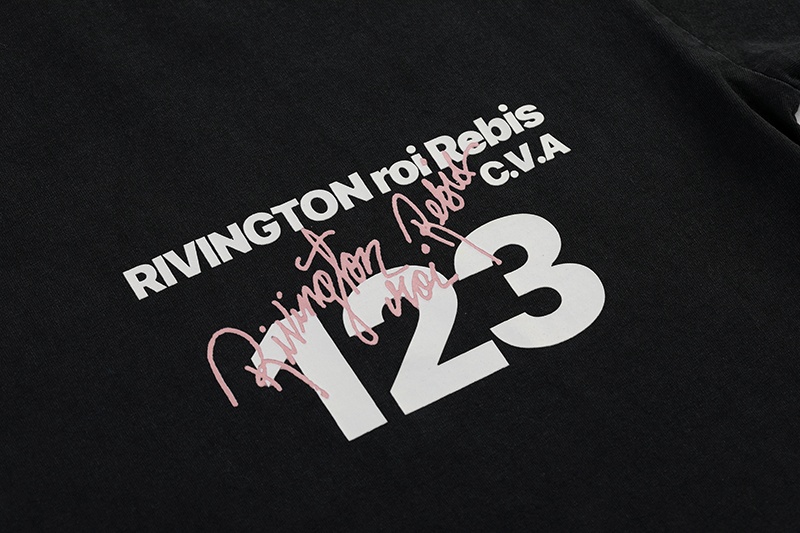 RIVINGTON roi Rebis
C.V.A
Rivington
roi
Rebis
123